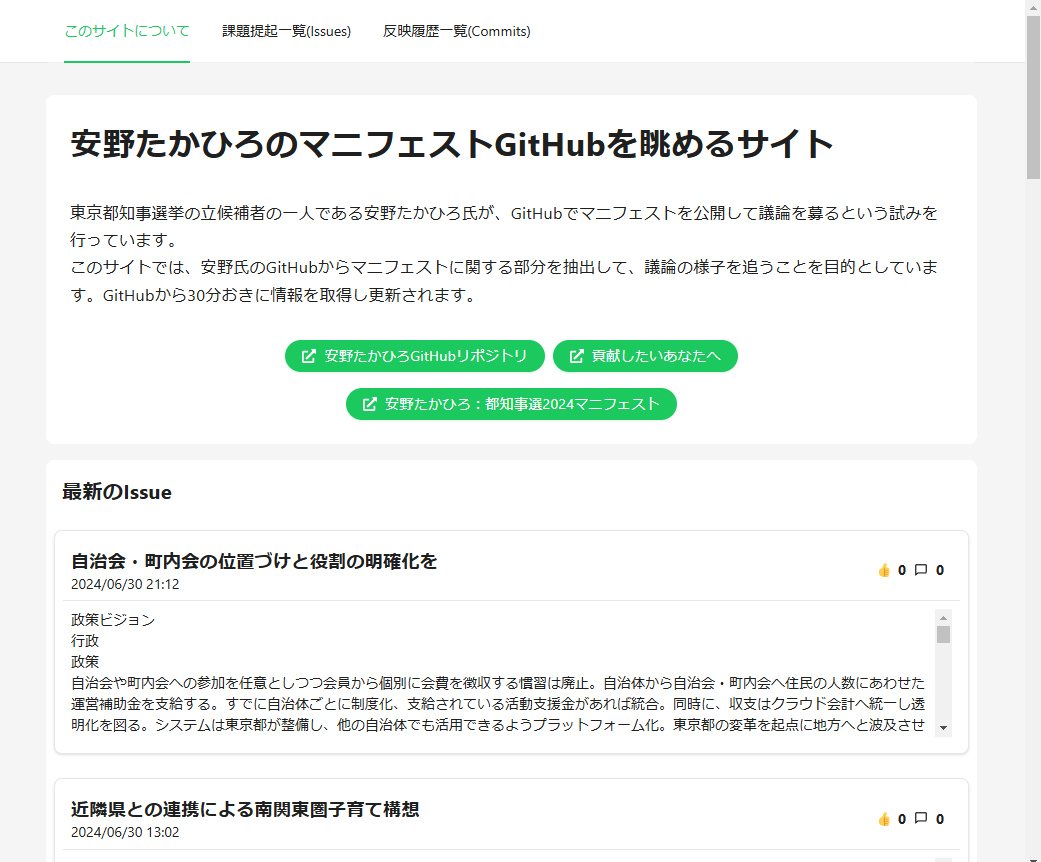 このサイトについて 課題提起一覧(Issues) 反映履歴一覧(Commits)
安野たかひろのマニフェストGitHubを眺めるサイト
東京都知事選挙の立候補者の一人である安野たかひろ氏が、GitHubでマニフェストを公開して議論を募るという試みを
行っています。
このサイトでは、安野氏のGitHubからマニフェストに関する部分を抽出して、議論の様子を追うことを目的としていま
す。GitHubから30分おきに情報を取得し更新されます。
安野たかひろGitHubリポジトリ 貢献したいあなたへ
安野たかひろ：都知事選2024マニフェスト
最新のIssue
自治会・町内会の位置づけと役割の明確化を
2024/06/30 21:12
👍 0 0
政策ビジョン
行政
政策
自治会や町内会への参加を任意としつつ会員から個別に会費を徴収する慣習は廃止。自治体から自治会・町内会へ住民の人数にあわせた
運営補助金を支給する。すでに自治体ごとに制度化、支給されている活動支援金があれば統合。同時に、収支はクラウド会計へ統一し透
明化を図る。システムは東京都が整備し、他の自治体でも活用できるようプラットフォーム化。東京都の変革を起点に地方へと波及させ
近隣県との連携による南関東圏子育て構想
2024/06/30 13:02
👍 0 0